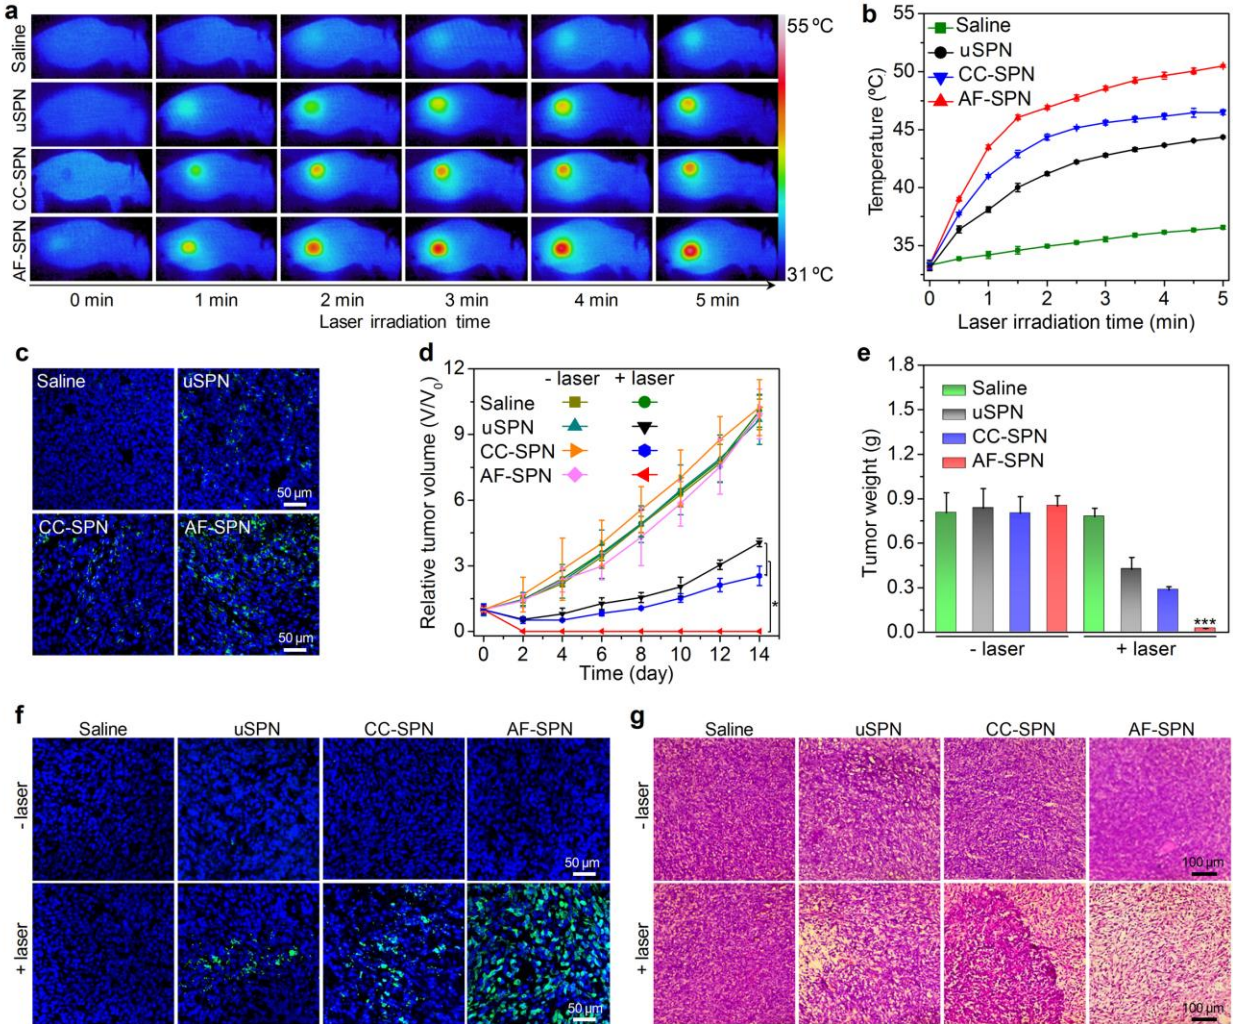 a
Saline
uSPN
CC-SPN
AF-SPN
55 ºC
31 ºC
0 min 1 min 2 min 3 min 4 min 5 min
Laser irradiation time
b
Temperature (ºC)
55
50
45
40
35
Saline
uSPN
CC-SPN
AF-SPN
0 1 2 3 4 5
Laser irradiation time (min)
c
Saline uSPN
50 µm
CC-SPN AF-SPN
50 µm
d
Relative tumor volume (V/V0)
12
9
6
3
0
- laser + laser
Saline
uSPN
CC-SPN
AF-SPN
*
0 2 4 6 8 10 12 14
Time (day)
e
Tumor weight (g)
1.8
1.5
1.2
0.9
0.6
0.3
0.0
Saline
uSPN
CC-SPN
AF-SPN
***
- laser + laser
f
Saline uSPN CC-SPN AF-SPN
- laser
50 µm
+ laser
50 µm
g
Saline uSPN CC-SPN AF-SPN
- laser
100 µm
+ laser
100 µm